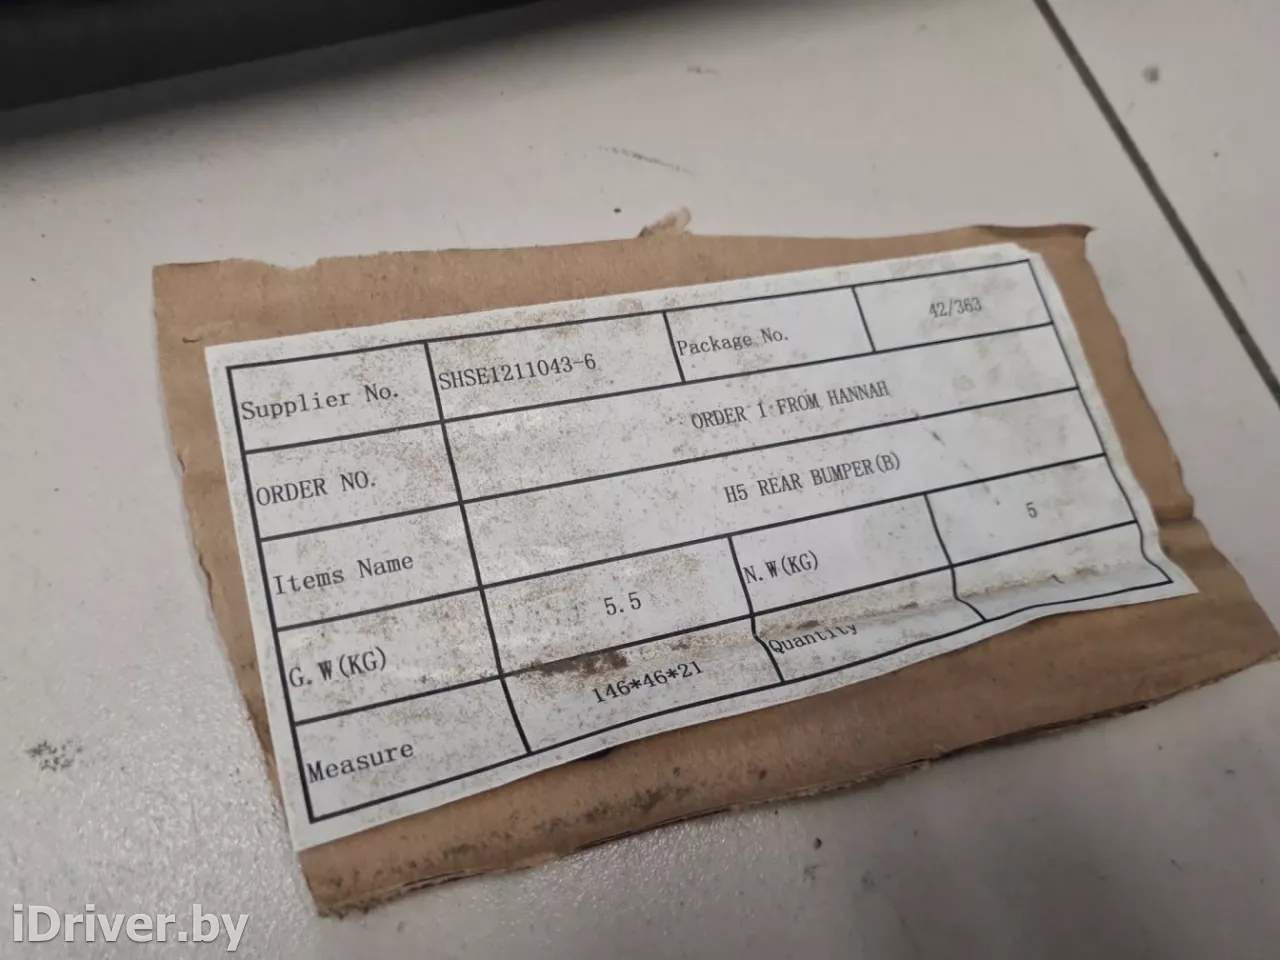 Supplier No. SHSE1211043-6 Package No. 42/363
ORDER NO. ORDER 1 FROM HANNAH
Items Name H5 REAR BUMPER(B)
G.W(KG) 5.5 N.W(KG) 5
Measure 146*46*21 Quantity
iDriver.by